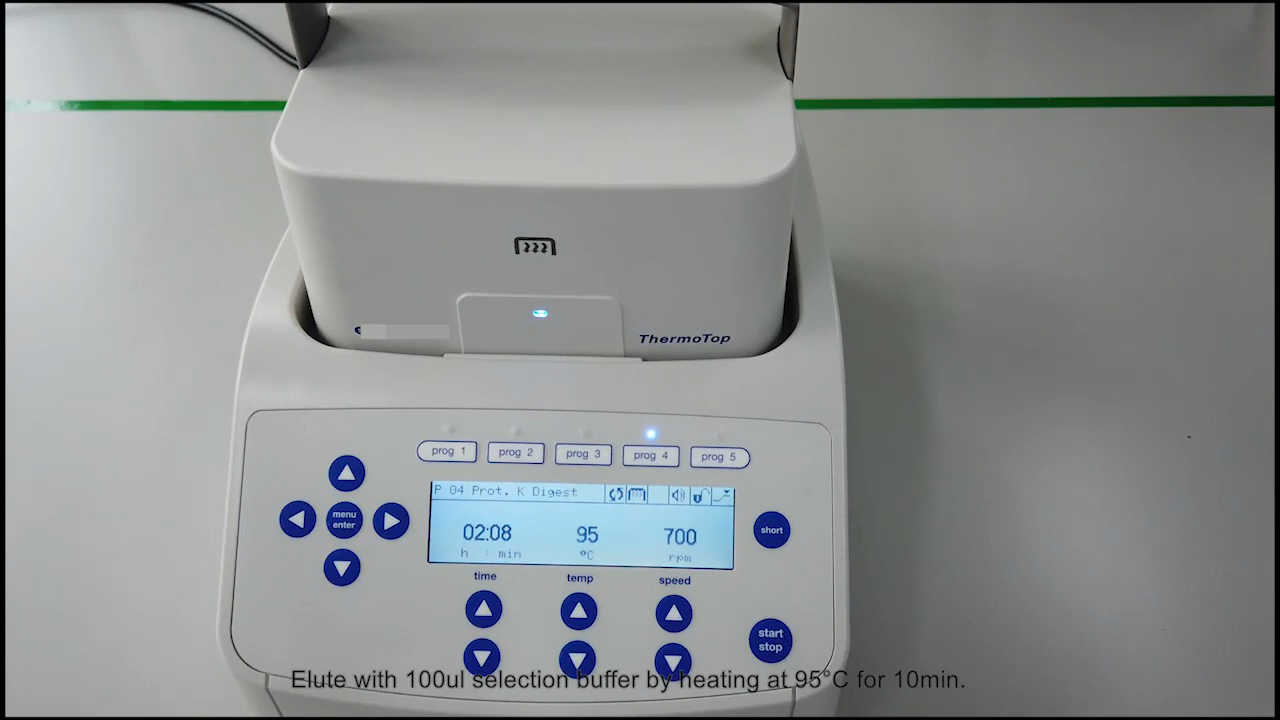 ThermoTop
prog 1 prog 2 prog 3 prog 4 prog 5
P 04 Prot. K Digest
menu
enter
02:08 95 700
h : min °C rpm
short
time temp speed
start
stop
Elute with 100ul selection buffer by heating at 95°C for 10min.